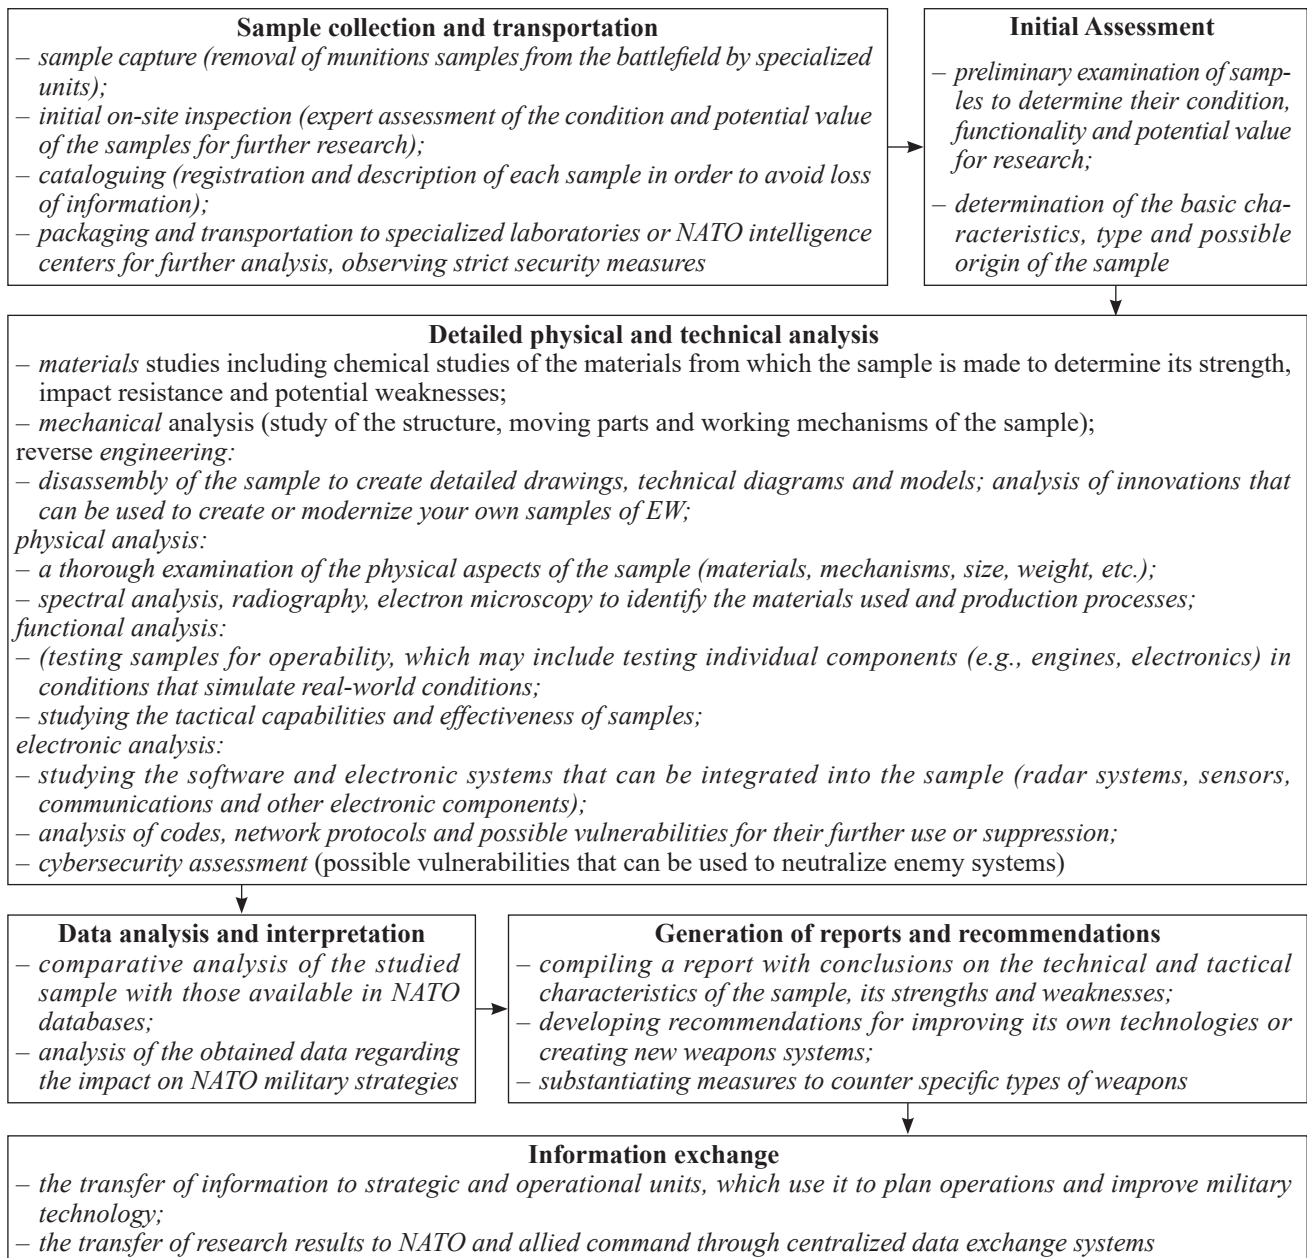 Sample collection and transportation
– sample capture (removal of munitions samples from the battlefield by specialized
units);
– initial on-site inspection (expert assessment of the condition and potential value
of the samples for further research);
– cataloguing (registration and description of each sample in order to avoid loss
of information);
– packaging and transportation to specialized laboratories or NATO intelligence
centers for further analysis, observing strict security measures
Initial Assessment
– preliminary examination of samp-
les to determine their condition,
functionality and potential value
for research;
– determination of the basic cha-
racteristics, type and possible
origin of the sample
Detailed physical and technical analysis
– materials studies including chemical studies of the materials from which the sample is made to determine its strength,
impact resistance and potential weaknesses;
– mechanical analysis (study of the structure, moving parts and working mechanisms of the sample);
reverse engineering:
– disassembly of the sample to create detailed drawings, technical diagrams and models; analysis of innovations that
can be used to create or modernize your own samples of EW;
physical analysis:
– a thorough examination of the physical aspects of the sample (materials, mechanisms, size, weight, etc.);
– spectral analysis, radiography, electron microscopy to identify the materials used and production processes;
functional analysis:
– (testing samples for operability, which may include testing individual components (e.g., engines, electronics) in
conditions that simulate real-world conditions;
– studying the tactical capabilities and effectiveness of samples;
electronic analysis:
– studying the software and electronic systems that can be integrated into the sample (radar systems, sensors,
communications and other electronic components);
– analysis of codes, network protocols and possible vulnerabilities for their further use or suppression;
– cybersecurity assessment (possible vulnerabilities that can be used to neutralize enemy systems)
Data analysis and interpretation
– comparative analysis of the studied
sample with those available in NATO
databases;
– analysis of the obtained data regarding
the impact on NATO military strategies
Generation of reports and recommendations
– compiling a report with conclusions on the technical and tactical
characteristics of the sample, its strengths and weaknesses;
– developing recommendations for improving its own technologies or
creating new weapons systems;
– substantiating measures to counter specific types of weapons
Information exchange
– the transfer of information to strategic and operational units, which use it to plan operations and improve military
technology;
– the transfer of research results to NATO and allied command through centralized data exchange systems